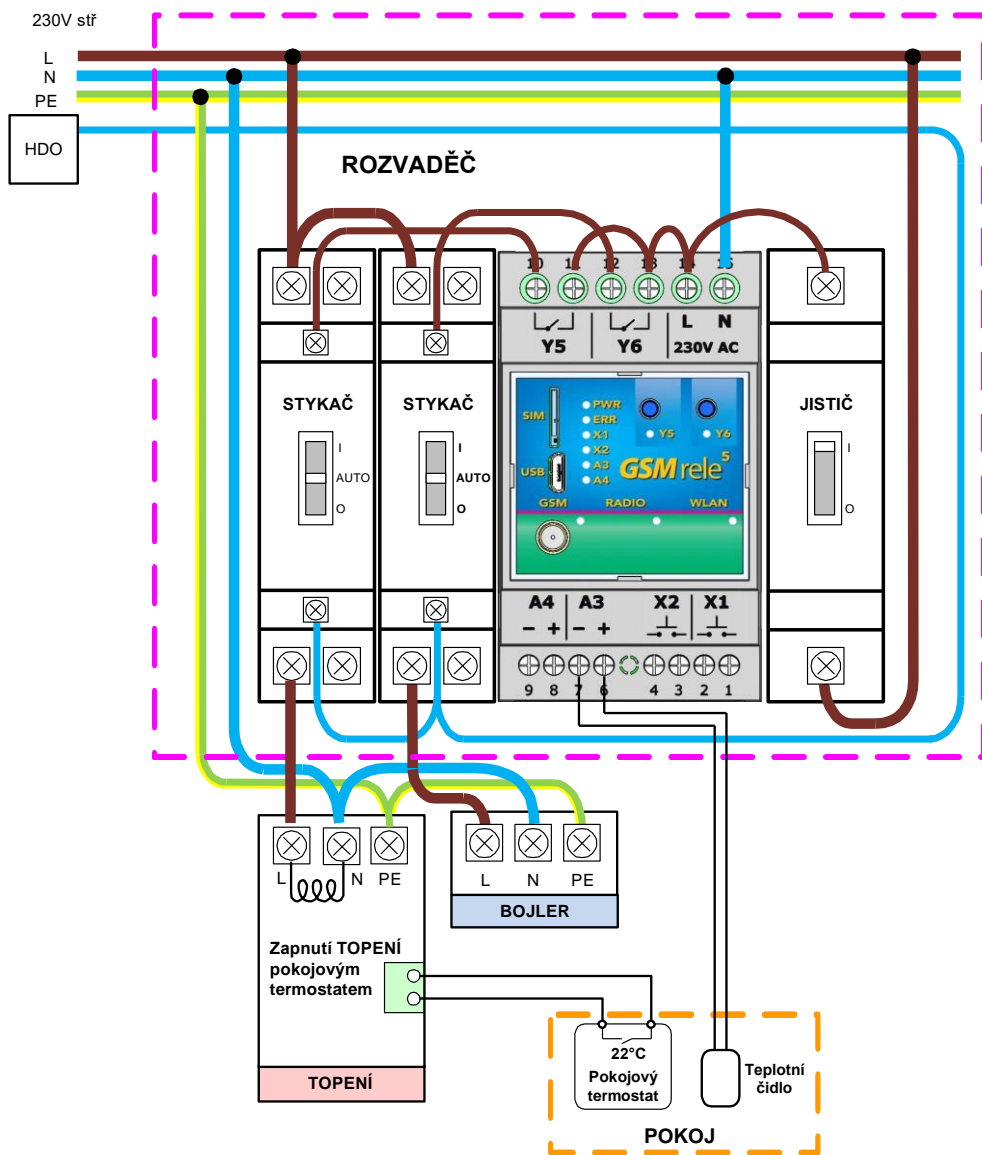 230V stř
L
N
PE
HDO
ROZVADĚČ
10 11 12 13 14 15
Y5 Y6 L N
230V AC
STYKAČ
I
AUTO
O
STYKAČ
I
AUTO
O
SIM
USB
PWR
ERR
X1
X2
A3
A4
Y5
Y6
GSM rele 5
GSM RADIO WLAN
JISTIČ
I
O
A4 A3 X2 X1
– + – +
9 8 7 6 4 3 2 1
L N PE
Zapnutí TOPENÍ
pokojovým
termostatem
TOPENÍ
L N PE
BOJLER
22°C
Pokojový
termostat
Teplotní
čidlo
POKOJ